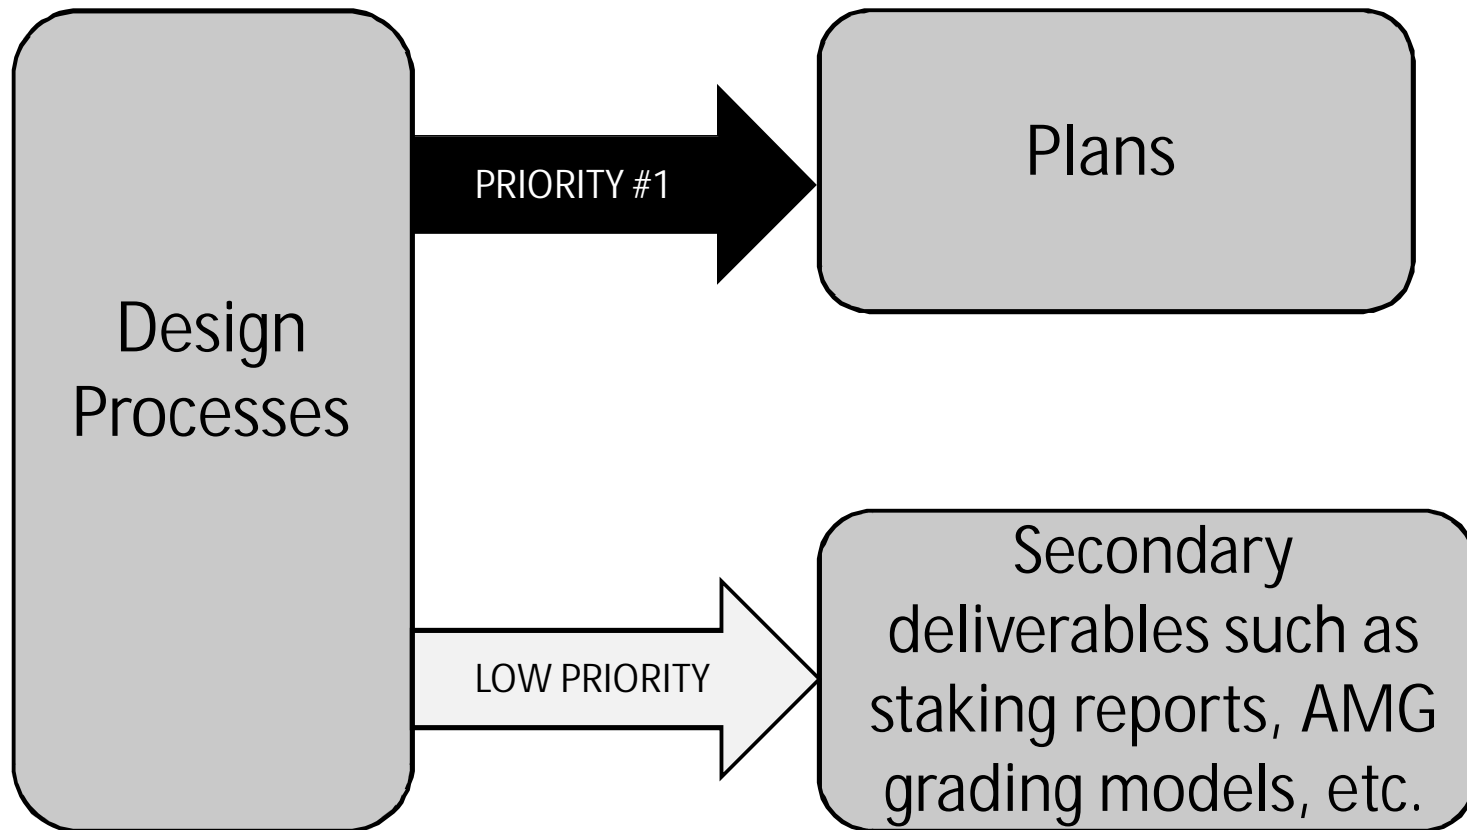 Design
Processes
PRIORITY #1
Plans
LOW PRIORITY
Secondary
deliverables such as
staking reports, AMG
grading models, etc.